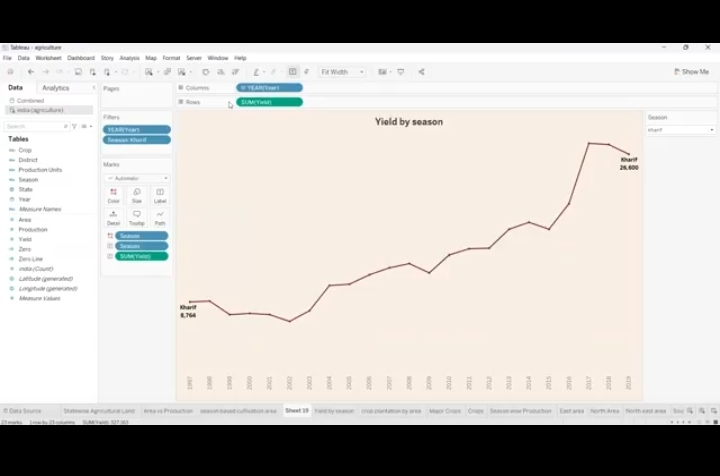 Tableau - agriculture
File Data Worksheet Dashboard Story Analysis Map Format Server Window Help
Fit Width
Show Me
Data Analytics
Pages
Columns YEAR(Year)
Rows SUM(Yield)
Combined
india (agriculture)
Search
Tables
Crop
District
Production Units
Season
State
Year
Measure Names
Area
Production
Yield
Zero
Zero Line
india (Count)
Latitude (generated)
Longitude (generated)
Measure Values
Filters
YEAR(Year)
Season: Kharif
Marks
Automatic
Color Size Label
Detail Tooltip Path
Season
Season
SUM(Yield)
Yield by season
Kharif
26,600
Kharif
8,764
1997 1998 1999 2000 2001 2002 2003 2004 2005 2006 2007 2008 2009 2010 2011 2012 2013 2014 2015 2016 2017 2018 2019
Season
Kharif
Data Source Statewise Agricultural Land Area vs Production season based cultivation area Sheet 19 Yield by season crop plantation by area Major Crops Crops Season wise Production East area North Area North east area
23 marks 1 row by 23 columns